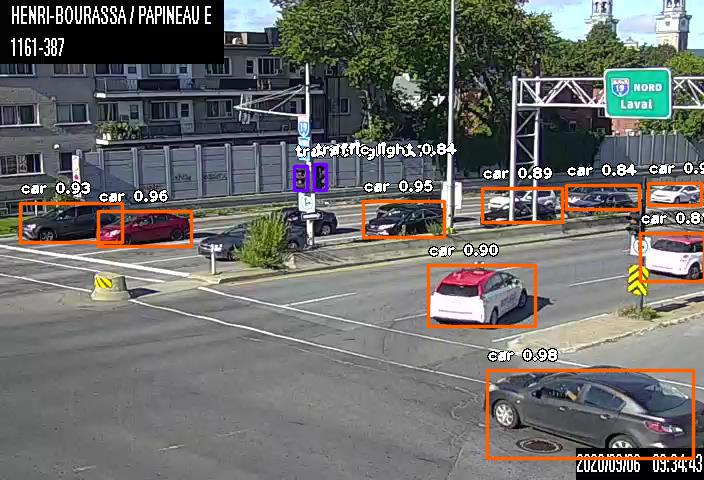 HENRI-BOURASSA / PAPINEAU E
1161-387
19 NORD
Laval
traffic light 0.84
car 0.93
car 0.96
car 0.95
car 0.89
car 0.84
car 0.90
car 0.98
2020/09/06 09:34:43